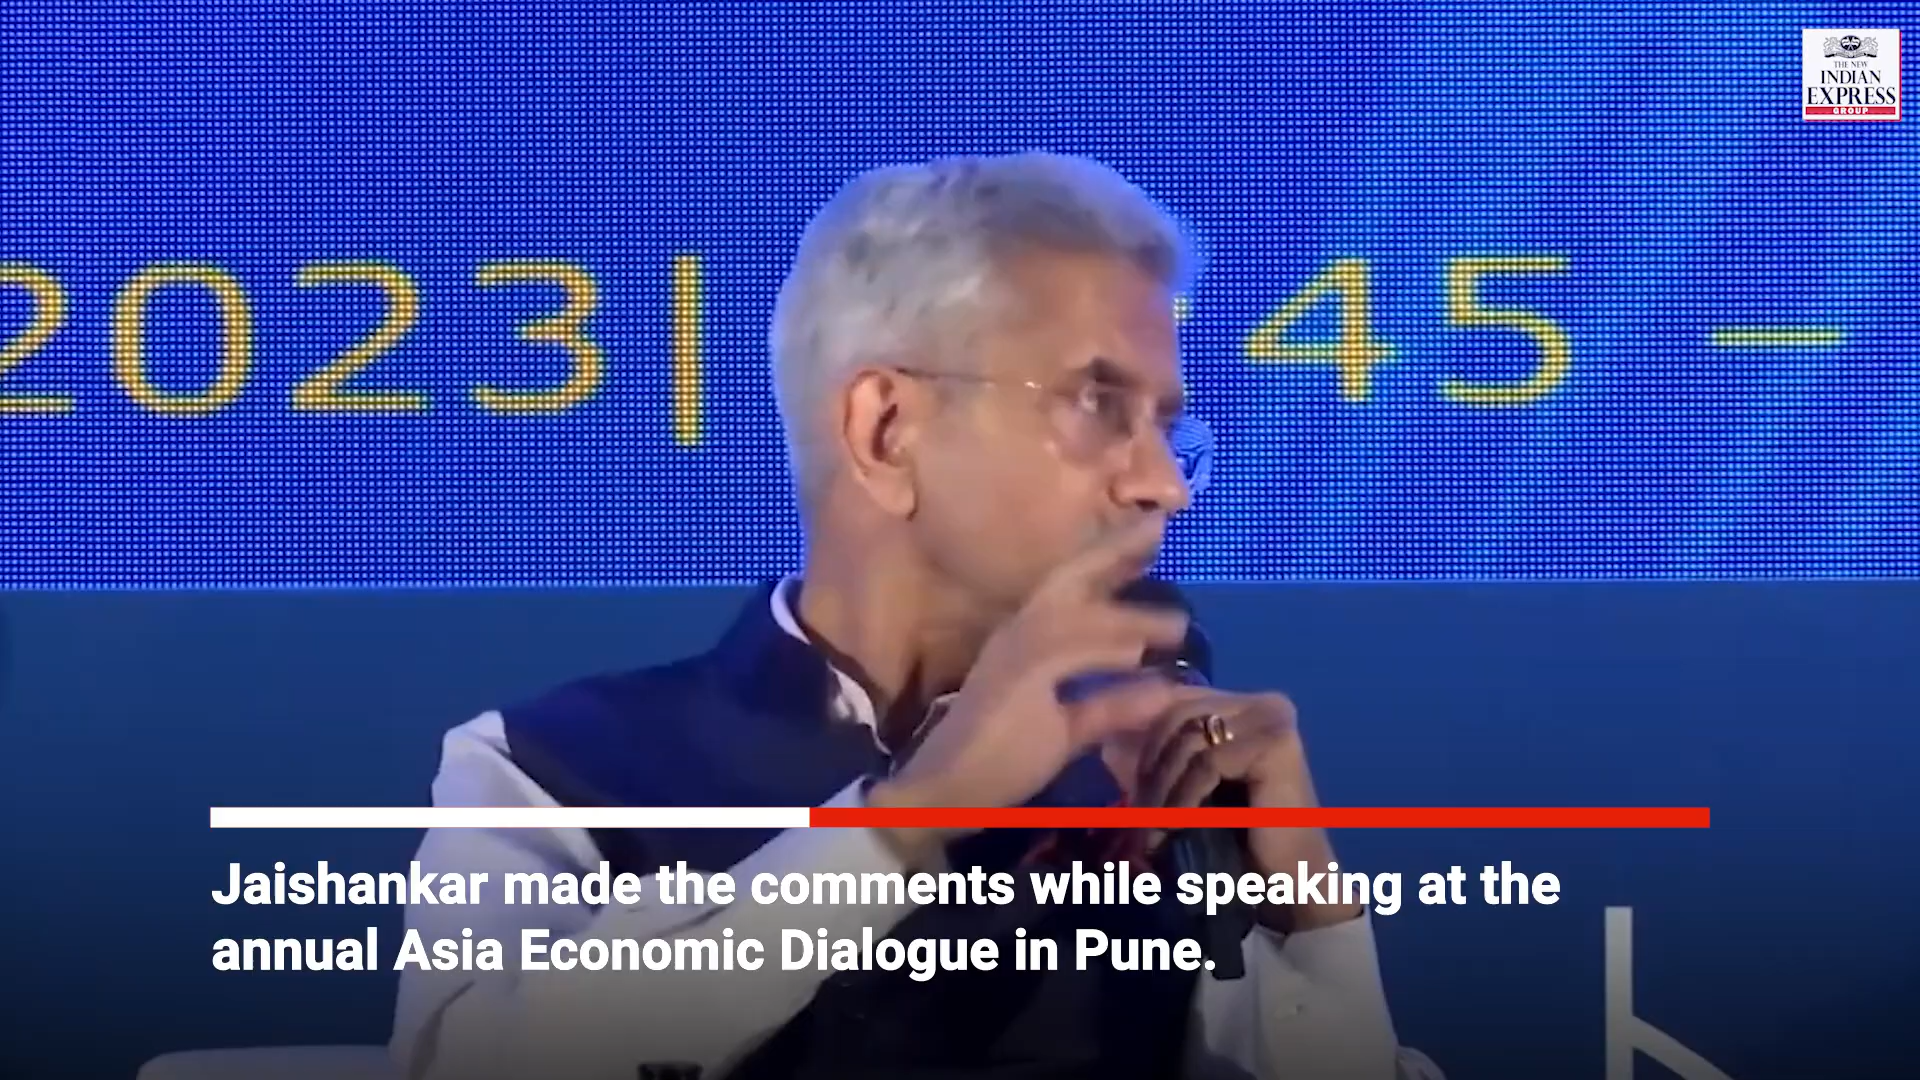 THE NEW
INDIAN
EXPRESS
GROUP
2023| :45 –
Jaishankar made the comments while speaking at the
annual Asia Economic Dialogue in Pune.